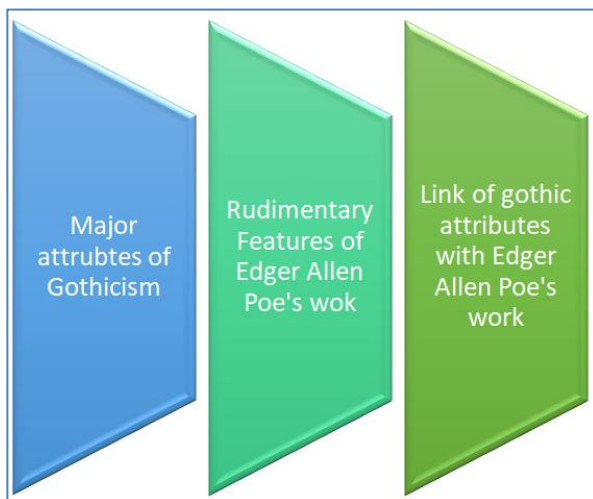 Major
attrubtes of
Gothicism
Rudimentary
Features of
Edger Allen
Poe's wok
Link of gothic
attributes
with Edger
Allen Poe's
work